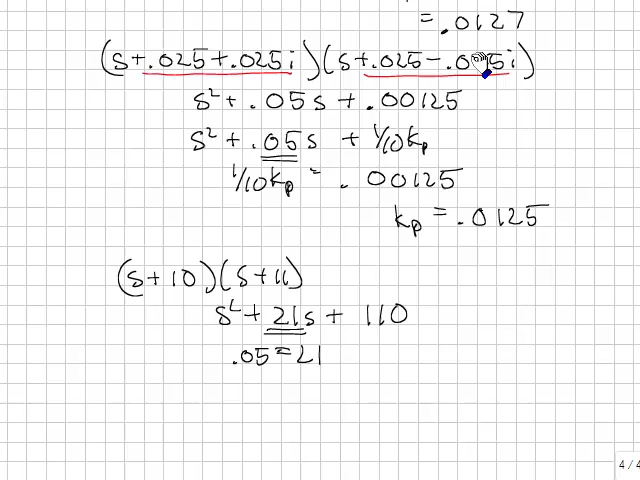 = .0127
(s+.025+.025i)(s+.025-.025i)
s² + .05s + .00125
s² + .05s + 1/10kₚ
1/10kₚ = .00125
kₚ = .0125
(s+10)(s+11)
s² + 21s + 110
.05 = 21
4/4